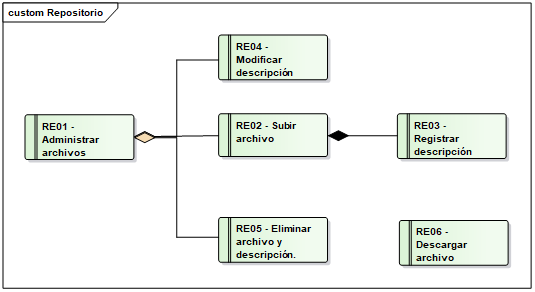 custom Repositorio
RE04 -
Modificar
descripción
RE01 -
Administrar
archivos
RE02 - Subir
archivo
RE03 -
Registrar
descripción
RE05 - Eliminar
archivo y
descripción.
RE06 -
Descargar
archivo